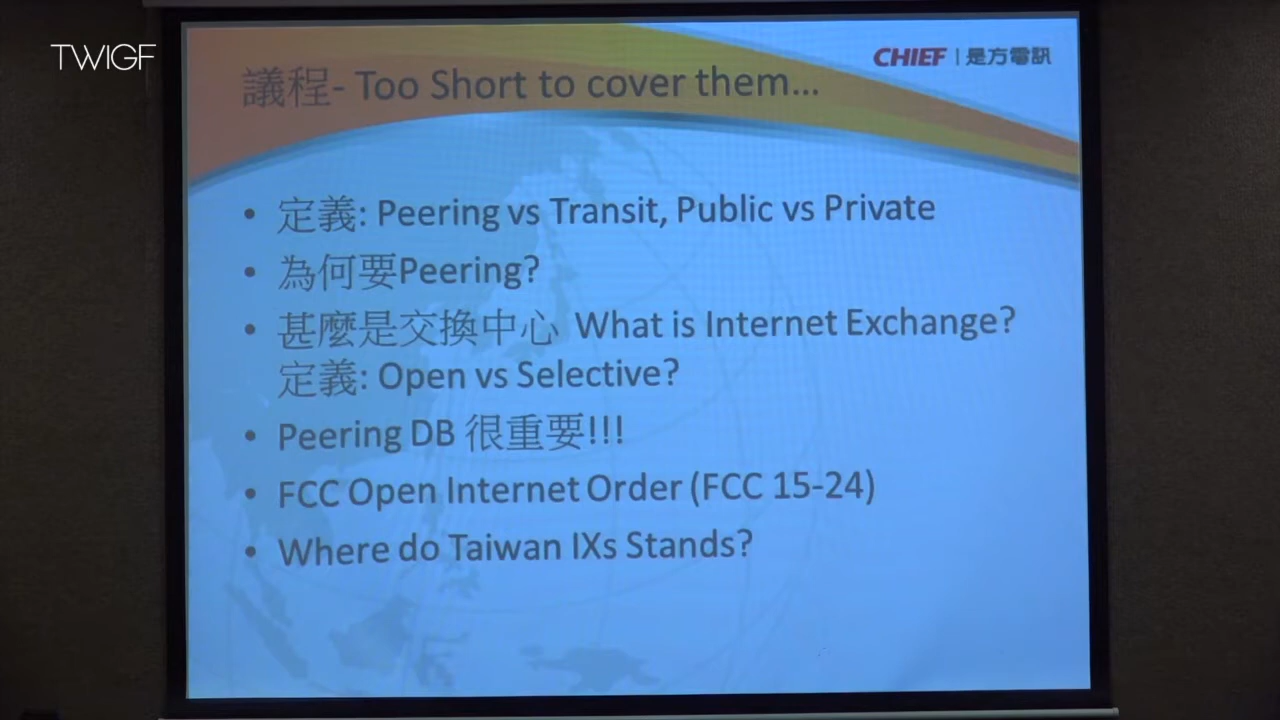 TWIGF
CHIEF | 是方電訊
議程- Too Short to cover them...
• 定義: Peering vs Transit, Public vs Private
• 為何要Peering?
• 甚麼是交換中心 What is Internet Exchange?
定義: Open vs Selective?
• Peering DB 很重要!!!
• FCC Open Internet Order (FCC 15-24)
• Where do Taiwan IXs Stands?